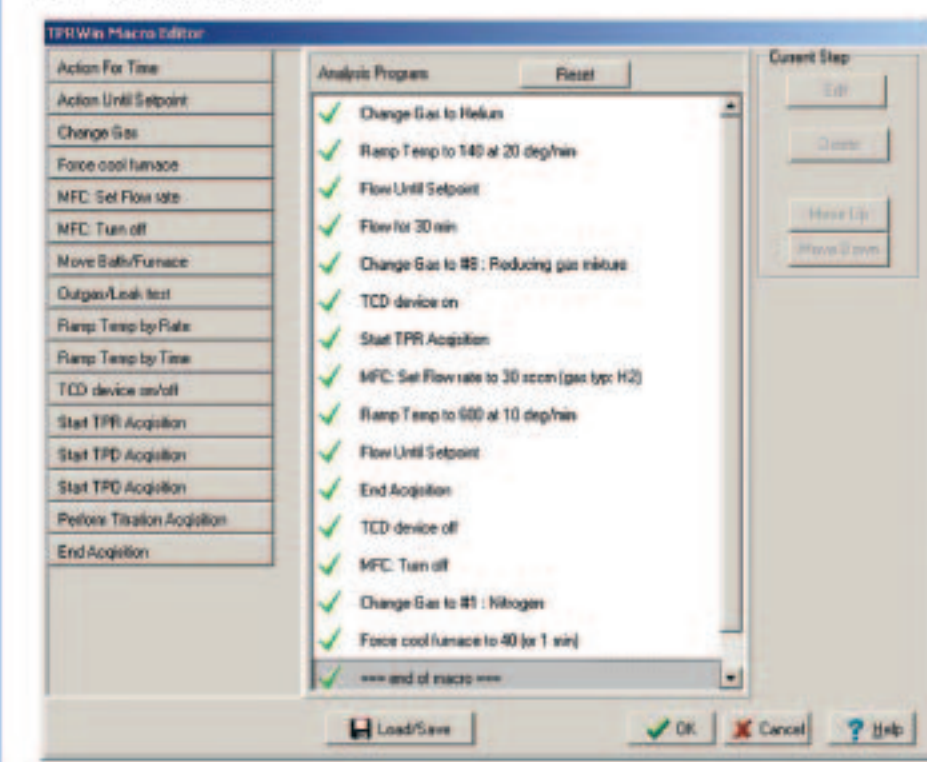 TPRWin Macro Editor
Action For Time
Action Until Setpoint
Change Gas
Force cool furnace
MFC: Set Flow rate
MFC: Turn off
Move Bath/Furnace
Outgas/Leak test
Ramp Temp by Rate
Ramp Temp by Time
TCD device on/off
Start TPR Acqisition
Start TPD Acqisition
Start TPO Acqisition
Perform Titration Acqisition
End Acqisition
Analysis Program
Reset
Change Gas to Helium
Ramp Temp to 140 at 20 deg/min
Flow Until Setpoint
Flow for 30 min
Change Gas to #8 : Reducing gas mixture
TCD device on
Start TPR Acqisition
MFC: Set Flow rate to 30 sccm (gas typ: H2)
Ramp Temp to 600 at 10 deg/min
Flow Until Setpoint
End Acqisition
TCD device off
MFC: Turn off
Change Gas to #1 : Nitrogen
Force cool furnace to 40 (or 1 min)
=== end of macro ===
Current Step
Edit
Delete
Move Up
Move Down
Load/Save
OK
Cancel
Help